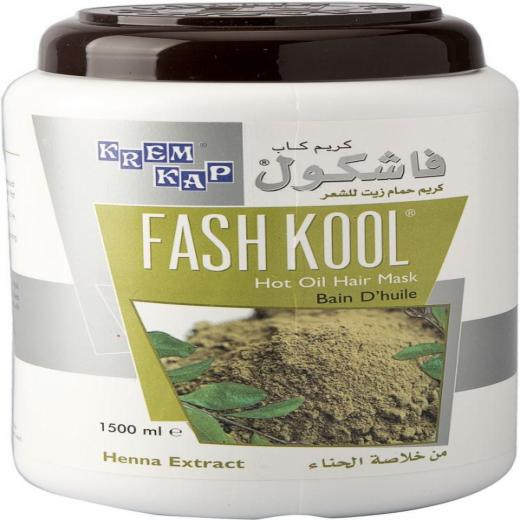 KREM
KAP®
كريم كاب
فاشكول®
كريم حمام زيت للشعر
FASH KOOL®
Hot Oil Hair Mask
Bain D'huile
1500 ml e
Henna Extract
من خلاصة الحناء